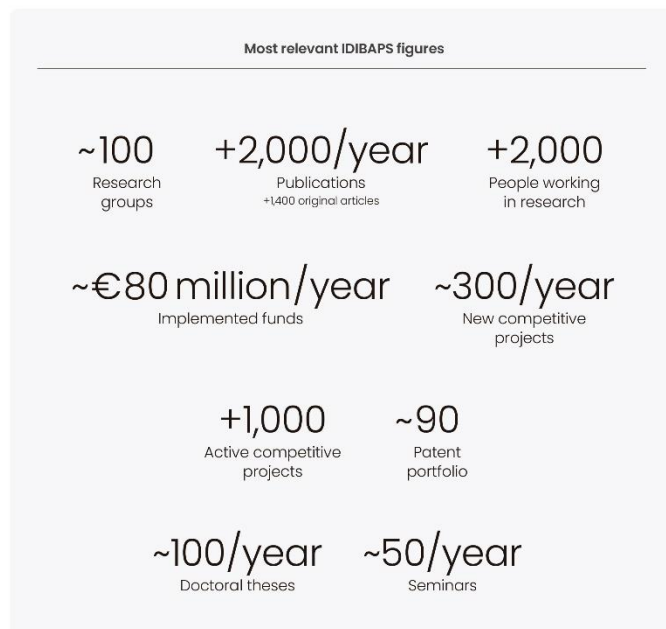 Most relevant IDIBAPS figures
~100
Research
groups
+2,000/year
Publications
+1,400 original articles
+2,000
People working
in research
~€80 million/year
Implemented funds
~300/year
New competitive
projects
+1,000
Active competitive
projects
~90
Patent
portfolio
~100/year
Doctoral theses
~50/year
Seminars